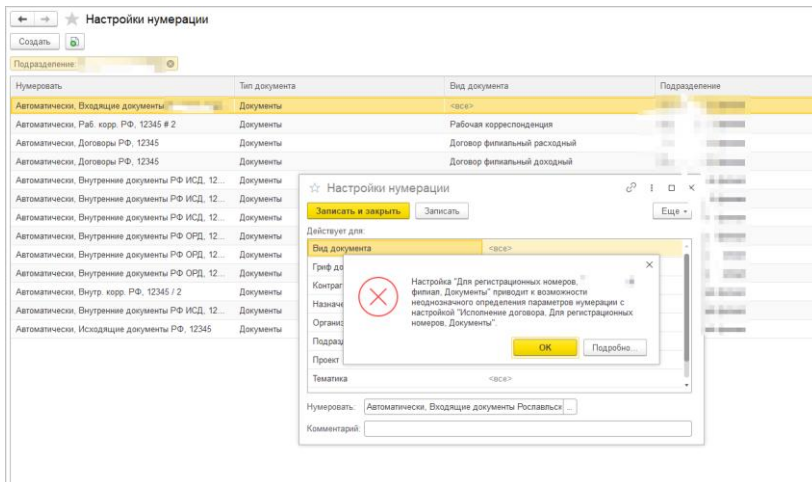 Настройки нумерации
Создать
Подразделение
Нумеровать Тип документа Вид документа Подразделение
Автоматически, Входящие документы Документы <все>
Автоматически, Раб. корр. РФ, 12345 # 2 Документы Рабочая корреспонденция
Автоматически, Договоры РФ, 12345 Документы Договор филиальный расходный
Автоматически, Договоры РФ, 12345 Документы Договор филиальный доходный
Автоматически, Внутренние документы РФ ИСД, 12... Документы
Автоматически, Внутренние документы РФ ИСД, 12... Документы
Автоматически, Внутренние документы РФ ИСД, 12... Документы
Автоматически, Внутренние документы РФ ОРД, 12... Документы
Автоматически, Внутренние документы РФ ОРД, 12... Документы
Автоматически, Внутренние документы РФ ОРД, 12... Документы
Автоматически, Внутр. корр. РФ, 12345 / 2 Документы
Автоматически, Внутренние документы РФ ИСД, 12... Документы
Автоматически, Исходящие документы РФ, 12345 Документы
Настройки нумерации
Записать и закрыть Записать Еще
Действует для:
Вид документа <все>
Гриф до
Контраг
Назначе
Организ
Подразд
Проект
Тематика <все>
Настройка "Для регистрационных номеров,
филиал, Документы" приводит к возможности
неоднозначного определения параметров нумерации с
настройкой "Исполнение договора. Для регистрационных
номеров, Документы".
ОК Подробно...
Нумеровать: Автоматически, Входящие документы Рославльск ...
Комментарий: